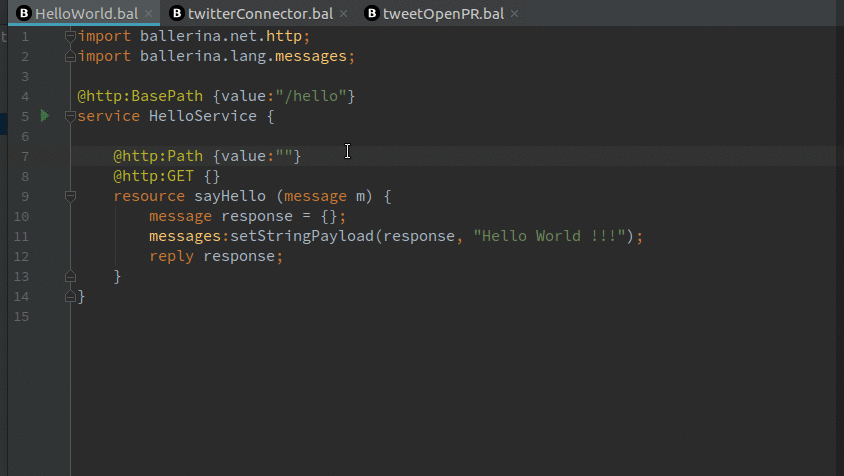 HelloWorld.bal × twitterConnector.bal × tweetOpenPR.bal ×
1 import ballerina.net.http;
2 import ballerina.lang.messages;
3
4 @http:BasePath {value:"/hello"}
5 service HelloService {
6
7     @http:Path {value:""}
8     @http:GET {}
9     resource sayHello (message m) {
10         message response = {};
11         messages:setStringPayload(response, "Hello World !!!");
12         reply response;
13     }
14 }
15